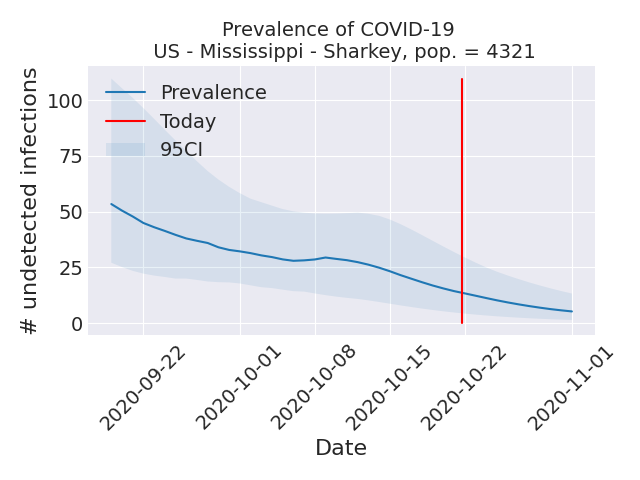 Prevalence of COVID-19
US - Mississippi - Sharkey, pop. = 4321
# undetected infections
100
75
50
25
0
Prevalence
Today
95CI
2020-09-22
2020-10-01
2020-10-08
2020-10-15
2020-10-22
2020-11-01
Date